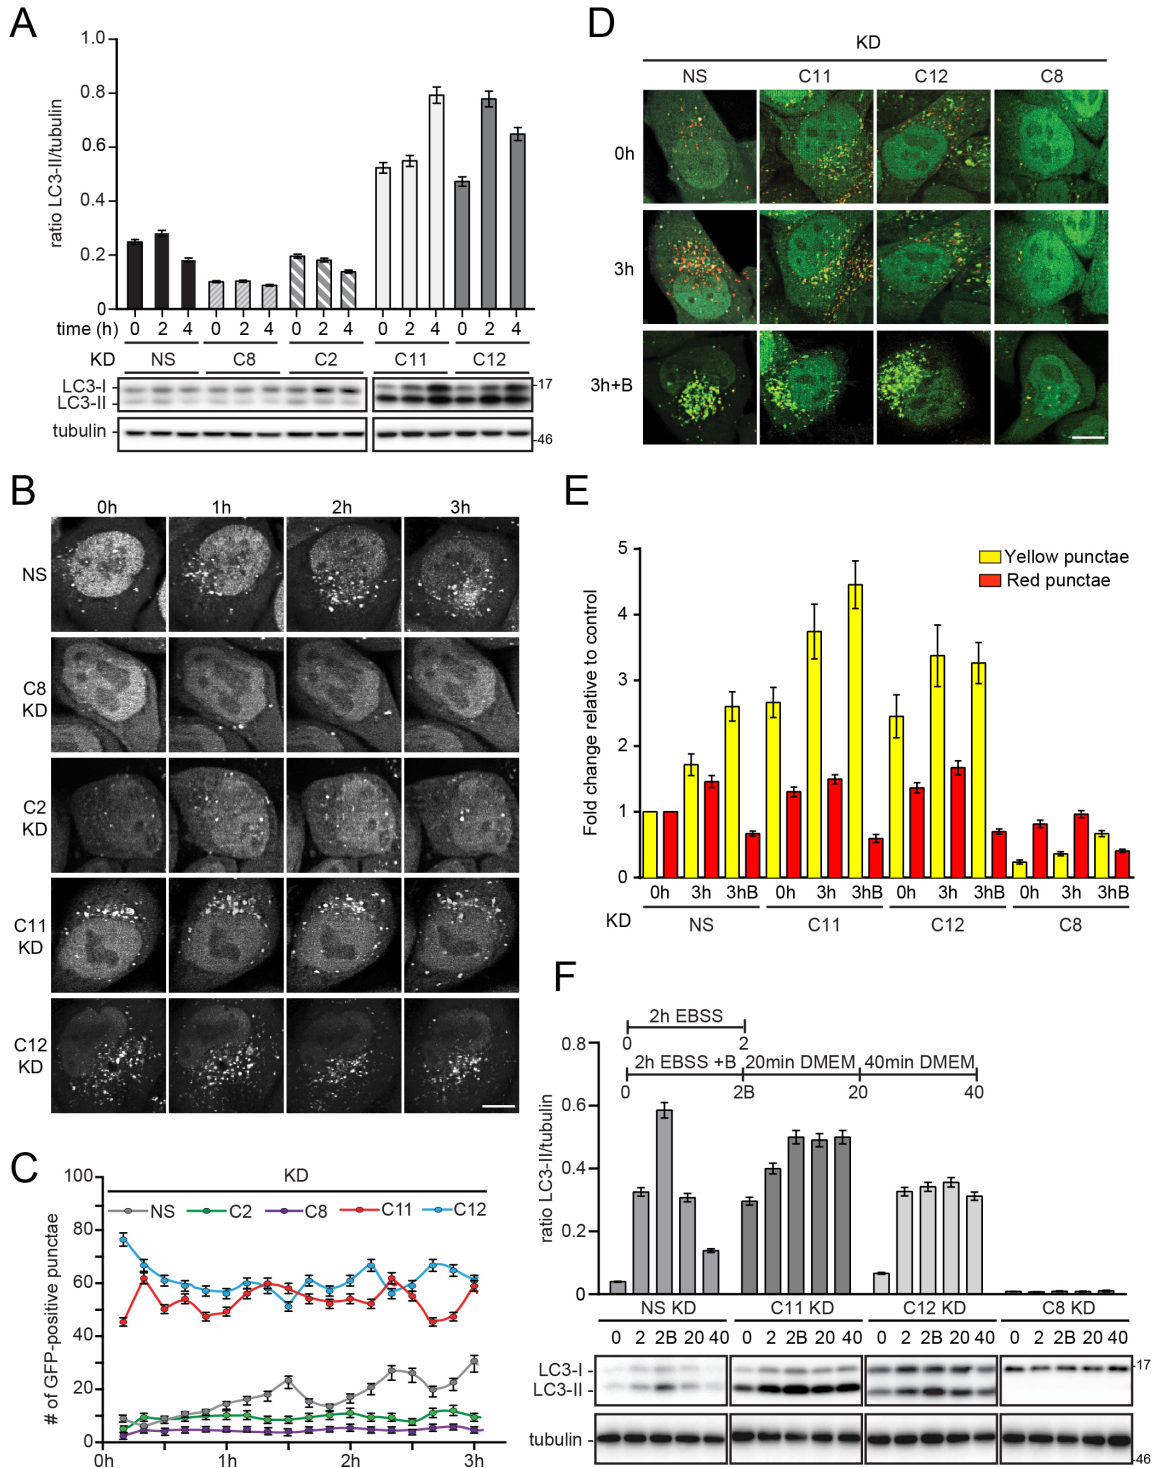 A
1.0
0.8
0.6
0.4
0.2
0
ratio LC3-II/tubulin
time (h) 0 2 4 0 2 4 0 2 4 0 2 4 0 2 4
KD NS C8 C2 C11 C12
LC3-I
LC3-II
17
tubulin
46
B
0h 1h 2h 3h
NS
C8 KD
C2 KD
C11 KD
C12 KD
C
KD
NS C2 C8 C11 C12
# of GFP-positive punctae
100
80
60
40
20
0
0h 1h 2h 3h
D
KD
NS C11 C12 C8
0h
3h
3h+B
E
Fold change relative to control
5
4
3
2
1
0
Yellow punctae
Red punctae
0h 3h 3hB 0h 3h 3hB 0h 3h 3hB 0h 3h 3hB
KD NS C11 C12 C8
F
2h EBSS
0 2
2h EBSS +B 20min DMEM 40min DMEM
0 2B 20 40
ratio LC3-II/tubulin
0.8
0.6
0.4
0.2
0
NS KD C11 KD C12 KD C8 KD
0 2 2B 20 40 0 2 2B 20 40 0 2 2B 20 40 0 2 2B 20 40
LC3-I
LC3-II
17
tubulin
46